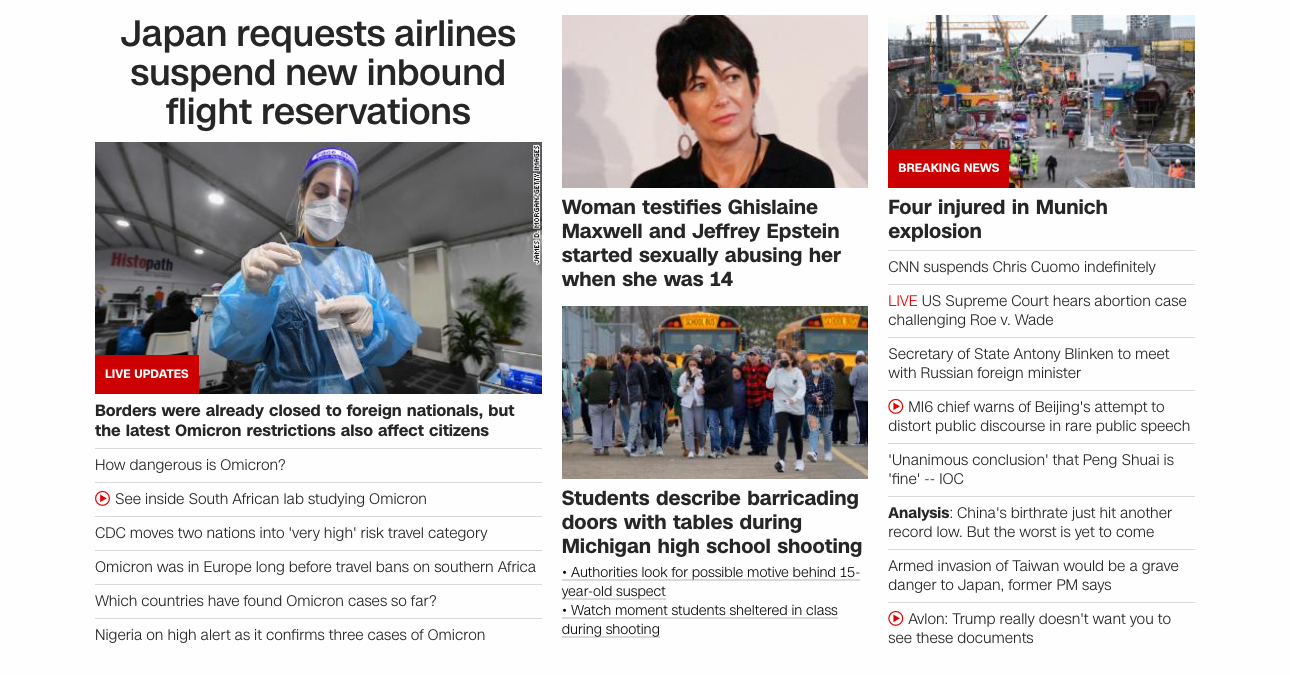 Japan requests airlines
suspend new inbound
flight reservations
JAMES D. MORGAN/GETTY IMAGES
Histopath
LIVE UPDATES
Borders were already closed to foreign nationals, but
the latest Omicron restrictions also affect citizens
How dangerous is Omicron?
See inside South African lab studying Omicron
CDC moves two nations into 'very high' risk travel category
Omicron was in Europe long before travel bans on southern Africa
Which countries have found Omicron cases so far?
Nigeria on high alert as it confirms three cases of Omicron
Woman testifies Ghislaine
Maxwell and Jeffrey Epstein
started sexually abusing her
when she was 14
SCHOOL BUS
SCHOOL BUS
Students describe barricading
doors with tables during
Michigan high school shooting
• Authorities look for possible motive behind 15-
year-old suspect
• Watch moment students sheltered in class
during shooting
BREAKING NEWS
Four injured in Munich
explosion
CNN suspends Chris Cuomo indefinitely
LIVE US Supreme Court hears abortion case
challenging Roe v. Wade
Secretary of State Antony Blinken to meet
with Russian foreign minister
MI6 chief warns of Beijing's attempt to
distort public discourse in rare public speech
'Unanimous conclusion' that Peng Shuai is
'fine' -- IOC
Analysis: China's birthrate just hit another
record low. But the worst is yet to come
Armed invasion of Taiwan would be a grave
danger to Japan, former PM says
Avlon: Trump really doesn't want you to
see these documents